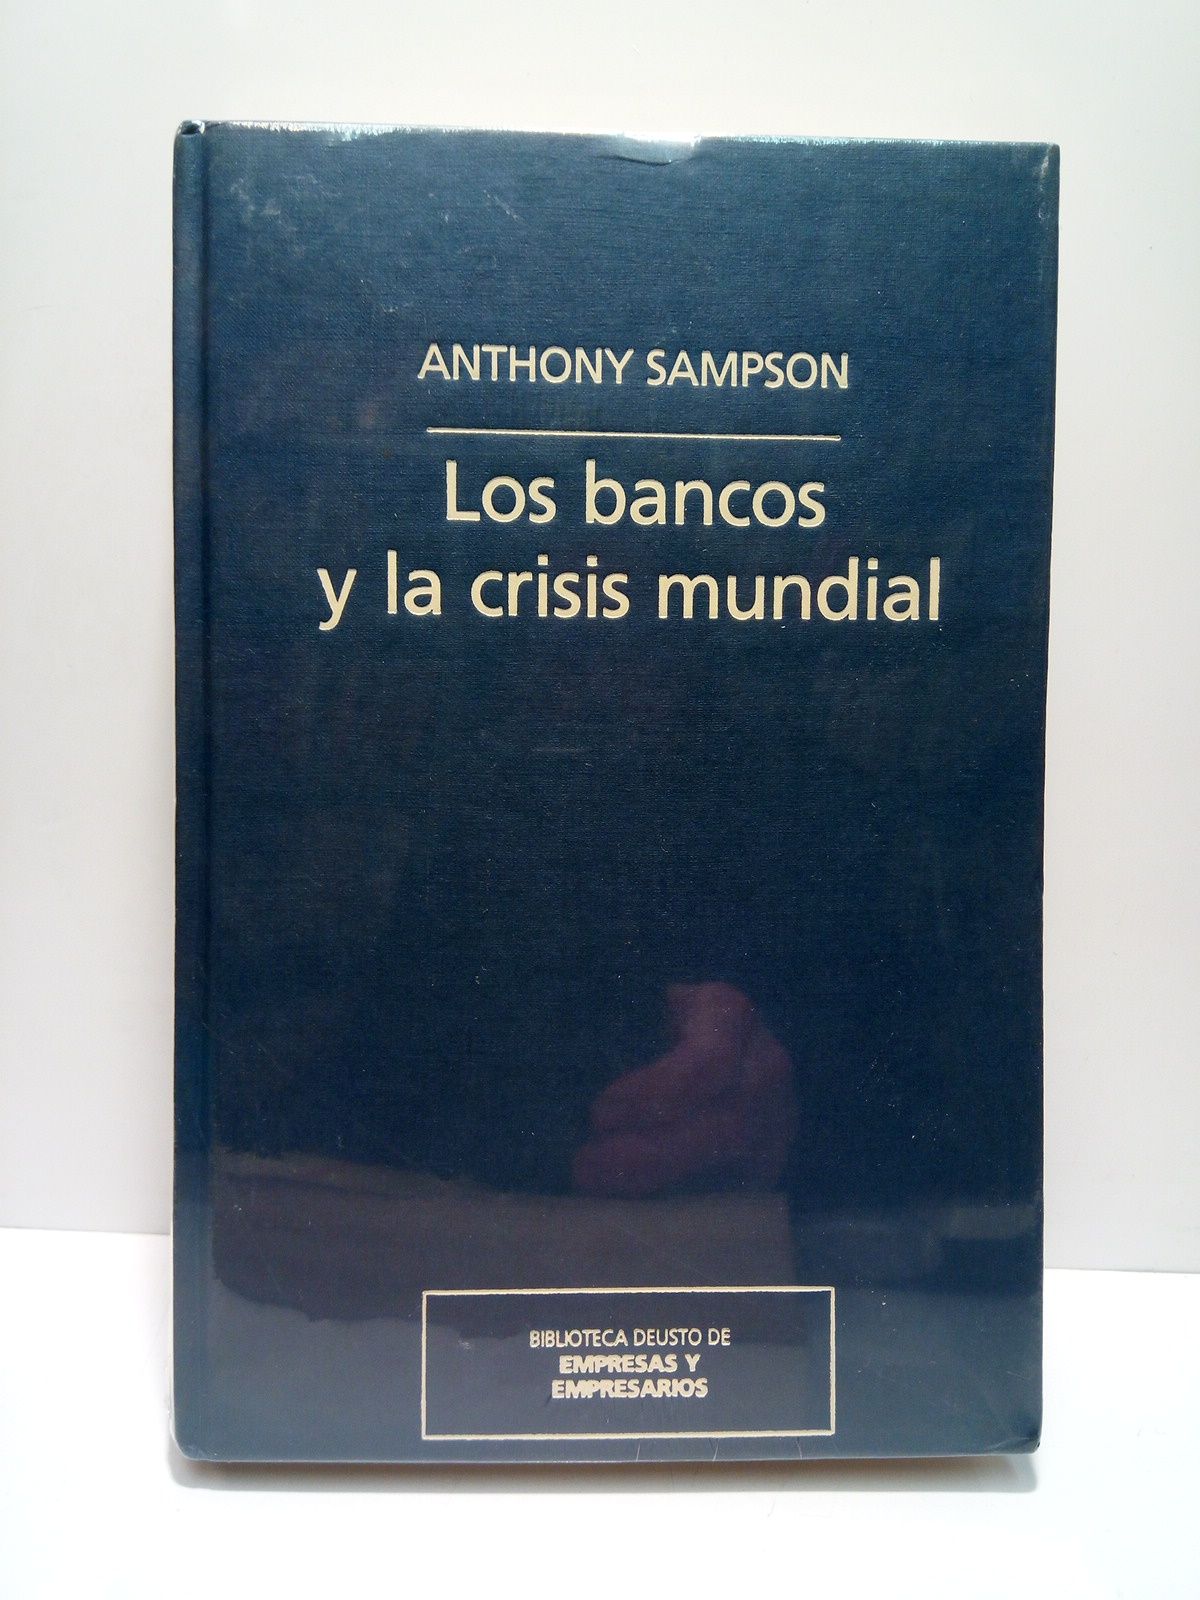 ANTHONY SAMPSON
Los bancos
y la crisis mundial
BIBLIOTECA DEUSTO DE
EMPRESAS Y
EMPRESARIOS